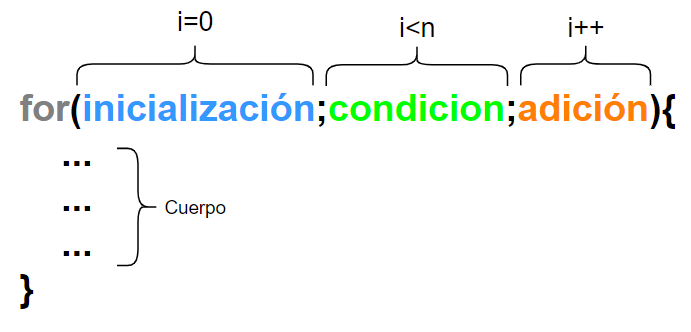 i=0 i<n i++
for(inicialización;condicion;adición){
...
... Cuerpo
...
}